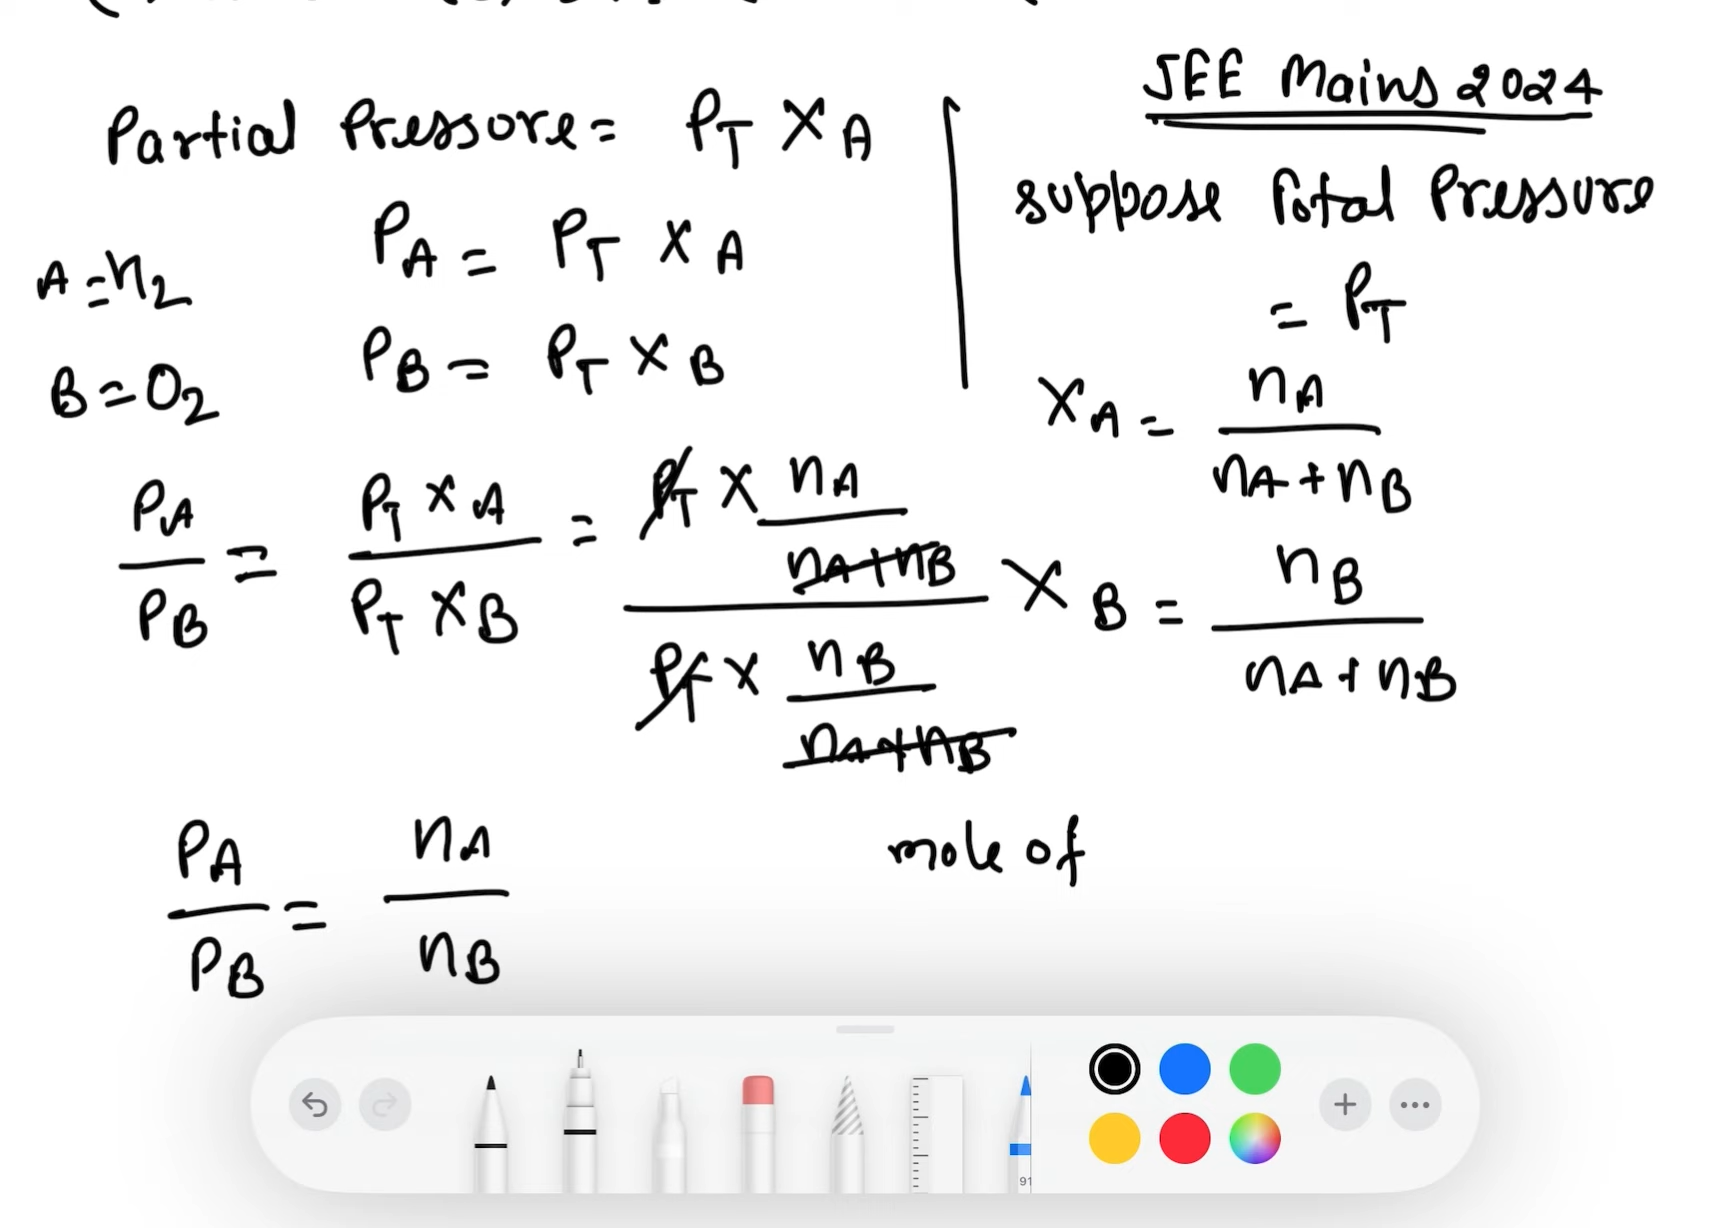 JEE Mains 2024
Partial Pressure = PT XA
suppose Total Pressure
= PT
PA = PT XA
A = N2
PB = PT XB
B = O2
XA = nA / nA + nB
PA / PB = PT XA / PT XB = PT X nA / nA + nB / PT X nB / nA + nB
XB = nB / nA + nB
PA / PB = nA / nB
mole of
91